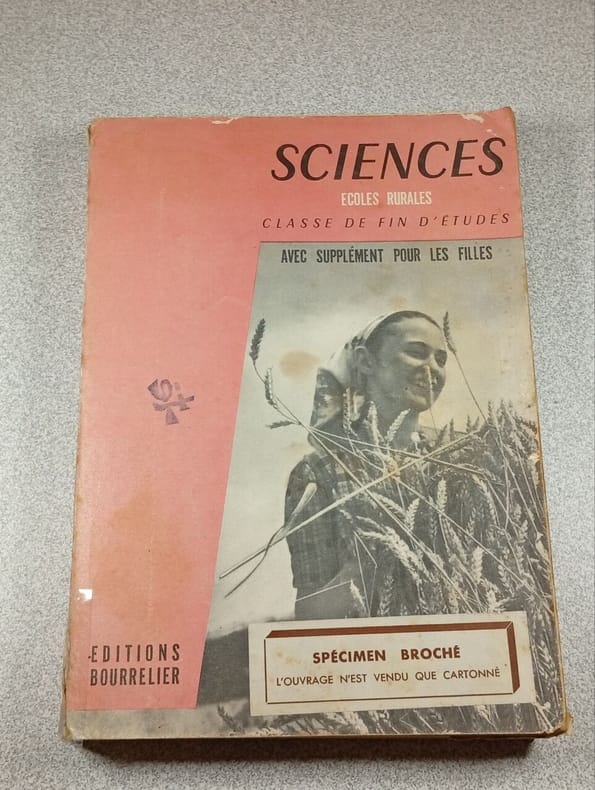 SCIENCES
ECOLES RURALES
CLASSE DE FIN D'ÉTUDES
AVEC SUPPLÉMENT POUR LES FILLES
EDITIONS
BOURRELIER
SPÉCIMEN BROCHÉ
L'OUVRAGE N'EST VENDU QUE CARTONNÉ